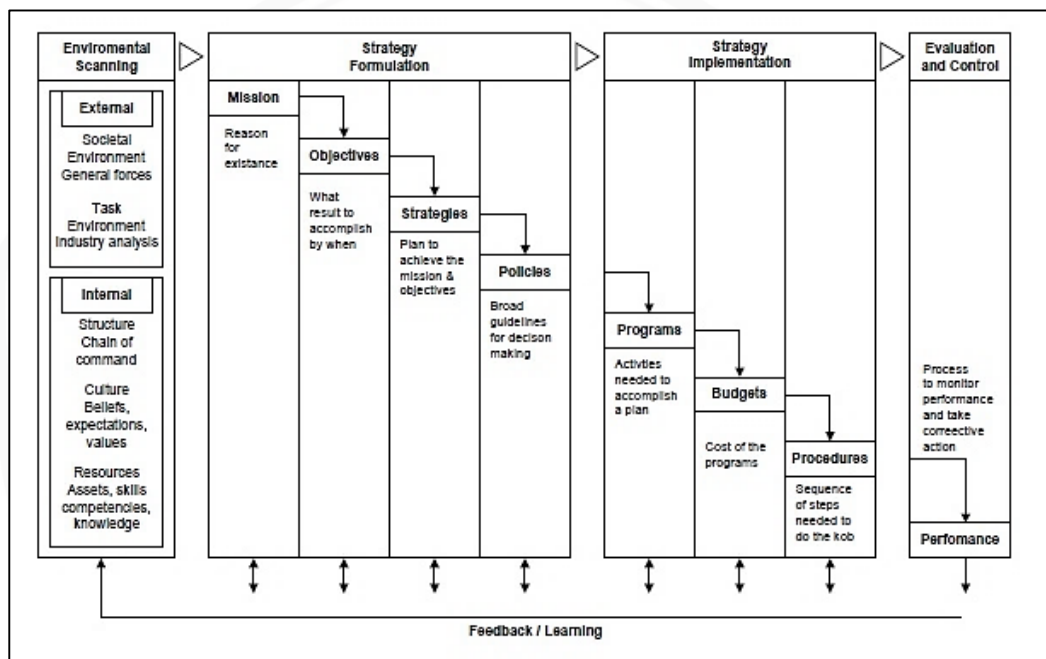 Enviromental
Scanning
Strategy
Formulation
Strategy
Implementation
Evaluation
and Control
External
Societal
Environment
General forces
Task
Environment
Industry analysis
Internal
Structure
Chain of
command
Culture
Beliefs,
expectations,
values
Resources
Assets, skills
competencies,
knowledge
Mission
Reason
for
existance
Objectives
What
result to
accomplish
by when
Strategies
Plan to
achieve the
mission &
objectives
Policies
Broad
guidelines
for decison
making
Programs
Activties
needed to
accomplish
a plan
Budgets
Cost of the
programs
Procedures
Sequence
of steps
needed to
do the kob
Process
to monitor
performance
and take
correective
action
Perfomance
Feedback / Learning